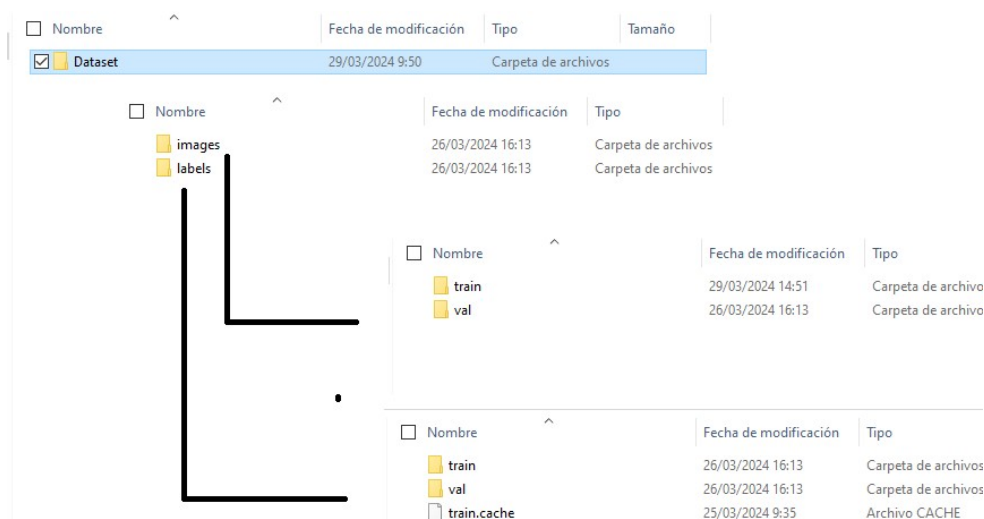 Nombre Fecha de modificación Tipo Tamaño
Dataset 29/03/2024 9:50 Carpeta de archivos
Nombre Fecha de modificación Tipo
images 26/03/2024 16:13 Carpeta de archivos
labels 26/03/2024 16:13 Carpeta de archivos
Nombre Fecha de modificación Tipo
train 29/03/2024 14:51 Carpeta de archivo
val 26/03/2024 16:13 Carpeta de archivo
Nombre Fecha de modificación Tipo
train 26/03/2024 16:13 Carpeta de archivos
val 26/03/2024 16:13 Carpeta de archivos
train.cache 25/03/2024 9:35 Archivo CACHE